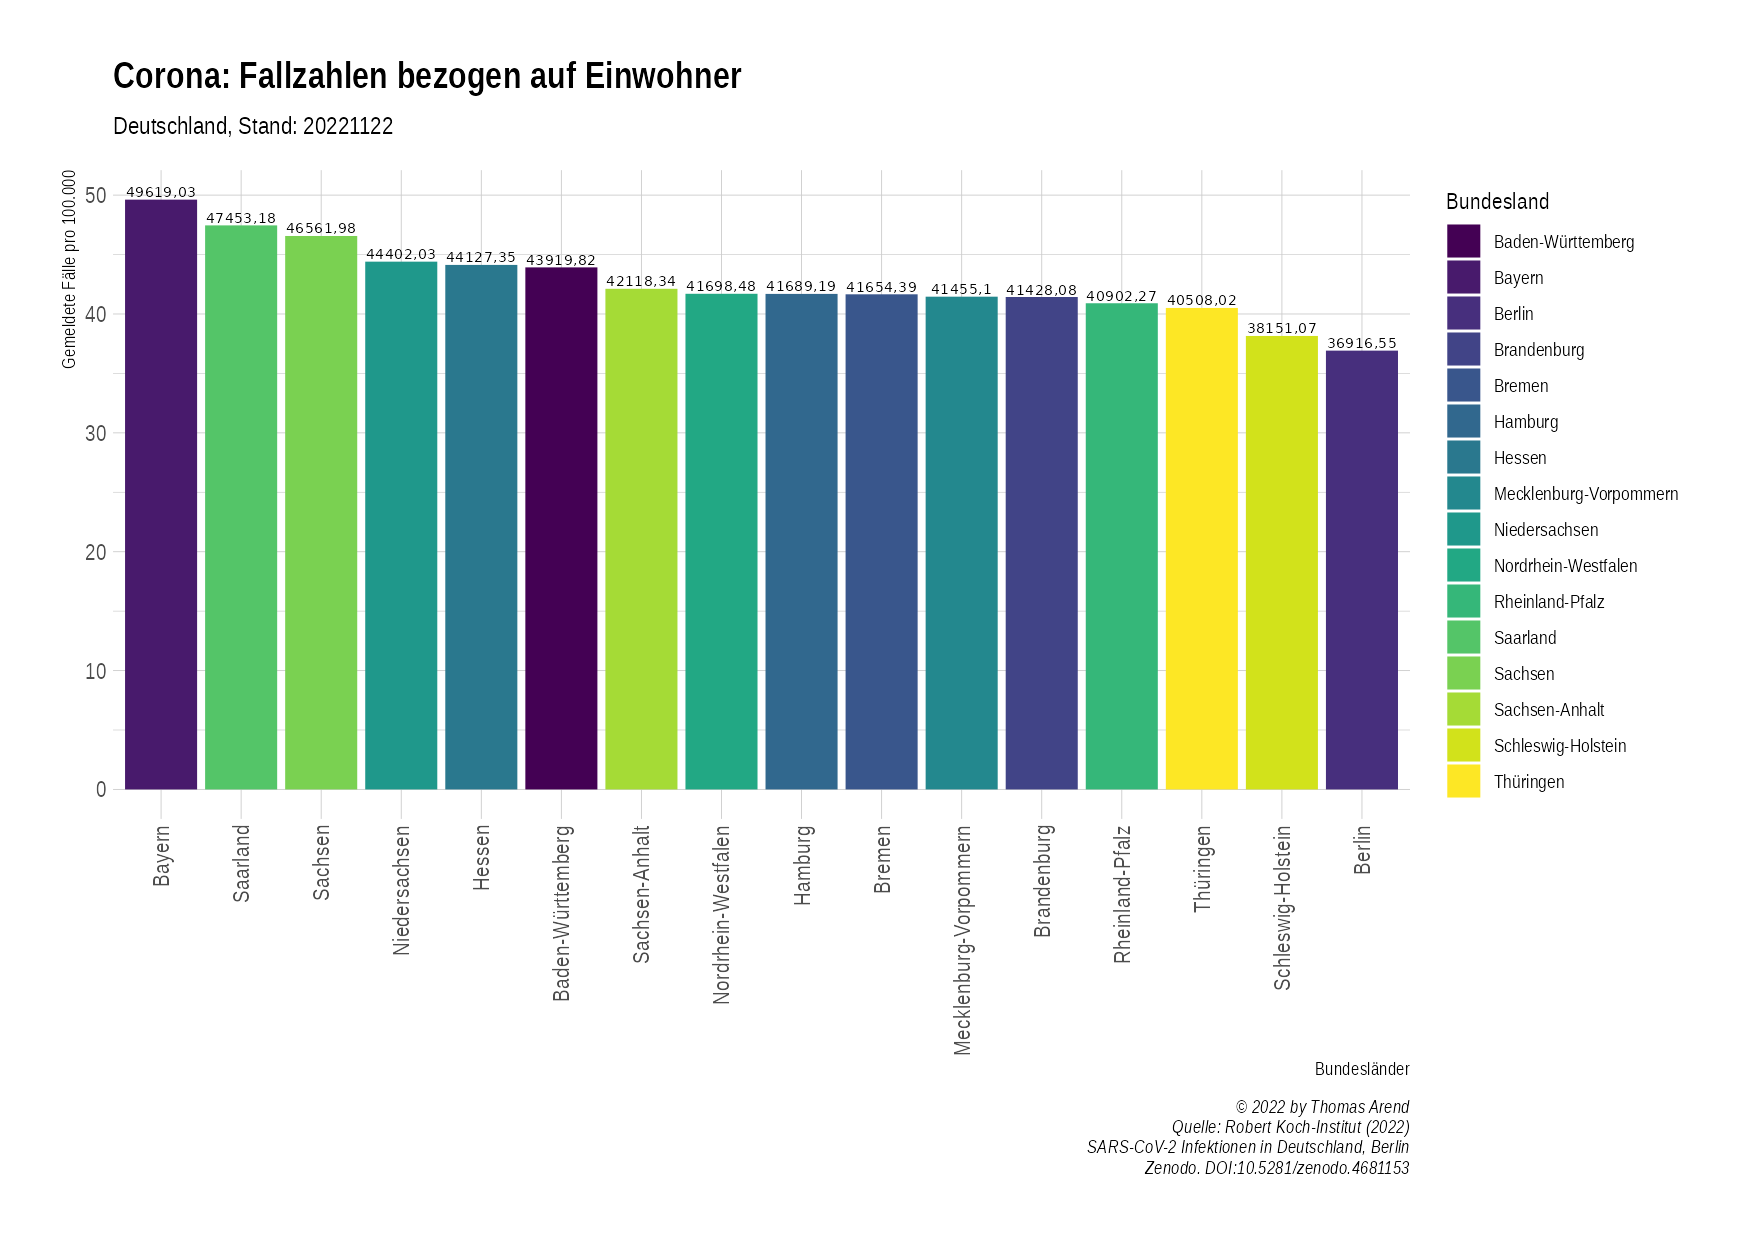 Corona: Fallzahlen bezogen auf Einwohner
Deutschland, Stand: 20221122
Gemeldete Fälle pro 100.000
50
40
30
20
10
0
49619,03
47453,18
46561,98
44402,03
44127,35
43919,82
42118,34
41698,48
41689,19
41654,39
41455,1
41428,08
40902,27
40508,02
38151,07
36916,55
Bayern
Saarland
Sachsen
Niedersachsen
Hessen
Baden-Württemberg
Sachsen-Anhalt
Nordrhein-Westfalen
Hamburg
Bremen
Mecklenburg-Vorpommern
Brandenburg
Rheinland-Pfalz
Thüringen
Schleswig-Holstein
Berlin
Bundesländer
Bundesland
Baden-Württemberg
Bayern
Berlin
Brandenburg
Bremen
Hamburg
Hessen
Mecklenburg-Vorpommern
Niedersachsen
Nordrhein-Westfalen
Rheinland-Pfalz
Saarland
Sachsen
Sachsen-Anhalt
Schleswig-Holstein
Thüringen
© 2022 by Thomas Arend
Quelle: Robert Koch-Institut (2022)
SARS-CoV-2 Infektionen in Deutschland, Berlin
Zenodo. DOI:10.5281/zenodo.4681153